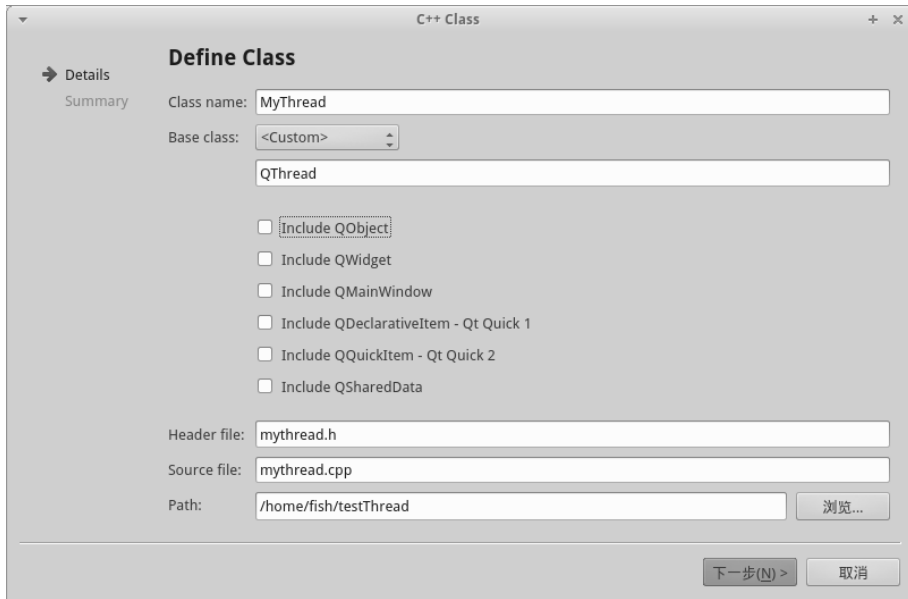 C++ Class
Define Class
Details
Summary
Class name: MyThread
Base class: <Custom>
QThread
Include QObject
Include QWidget
Include QMainWindow
Include QDeclarativeItem - Qt Quick 1
Include QQuickItem - Qt Quick 2
Include QSharedData
Header file: mythread.h
Source file: mythread.cpp
Path: /home/fish/testThread 浏览...
下一步(N) > 取消